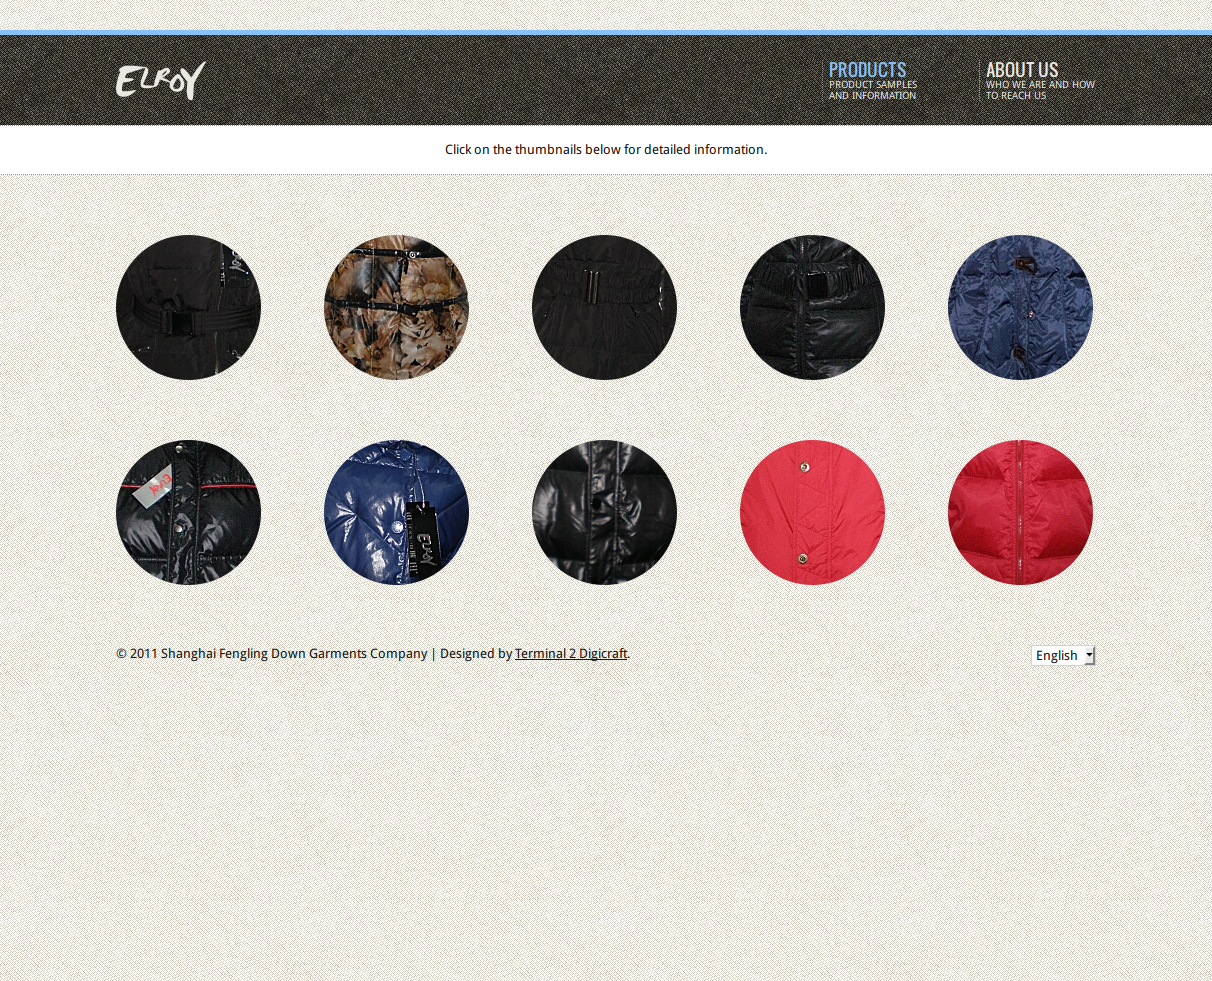 ELROY
PRODUCTS
PRODUCT SAMPLES
AND INFORMATION
ABOUT US
WHO WE ARE AND HOW
TO REACH US
Click on the thumbnails below for detailed information.
ELROY
© 2011 Shanghai Fengling Down Garments Company | Designed by Terminal 2 Digicraft.
English